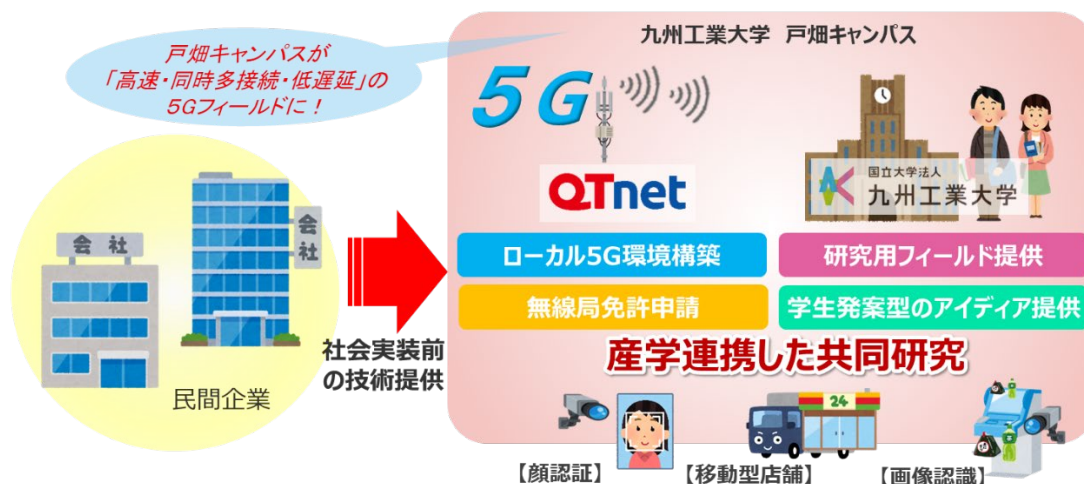 戸畑キャンパスが
「高速・同時多接続・低遅延」の
5Gフィールドに!
九州工業大学 戸畑キャンパス
5G
QTnet
国立大学法人
九州工業大学
会社
会社
民間企業
社会実装前
の技術提供
ローカル5G環境構築
研究用フィールド提供
無線局免許申請
学生発案型のアイディア提供
産学連携した共同研究
24
【顔認証】
【移動型店舗】
【画像認識】